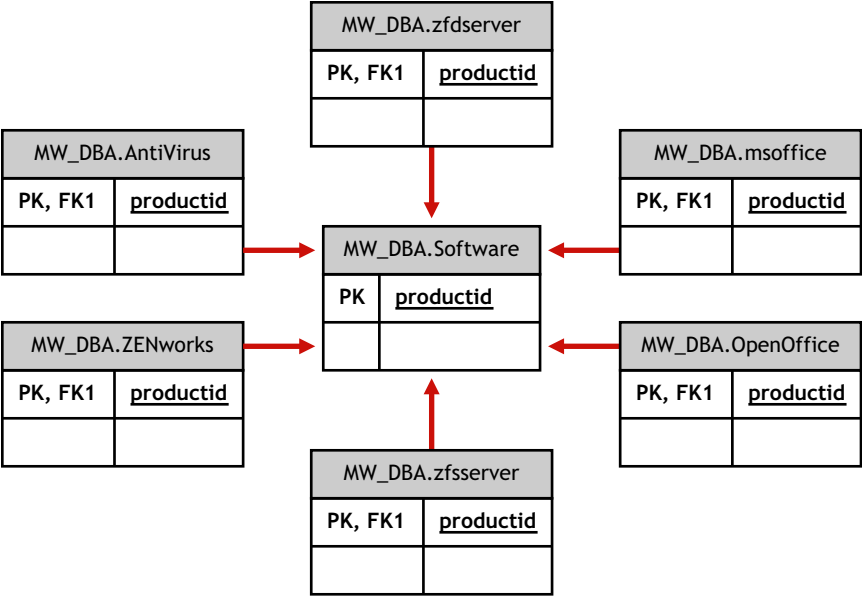 MW_DBA.zfdserver
PK, FK1 productid
MW_DBA.AntiVirus
PK, FK1 productid
MW_DBA.msoffice
PK, FK1 productid
MW_DBA.Software
PK productid
MW_DBA.ZENworks
PK, FK1 productid
MW_DBA.OpenOffice
PK, FK1 productid
MW_DBA.zfsserver
PK, FK1 productid